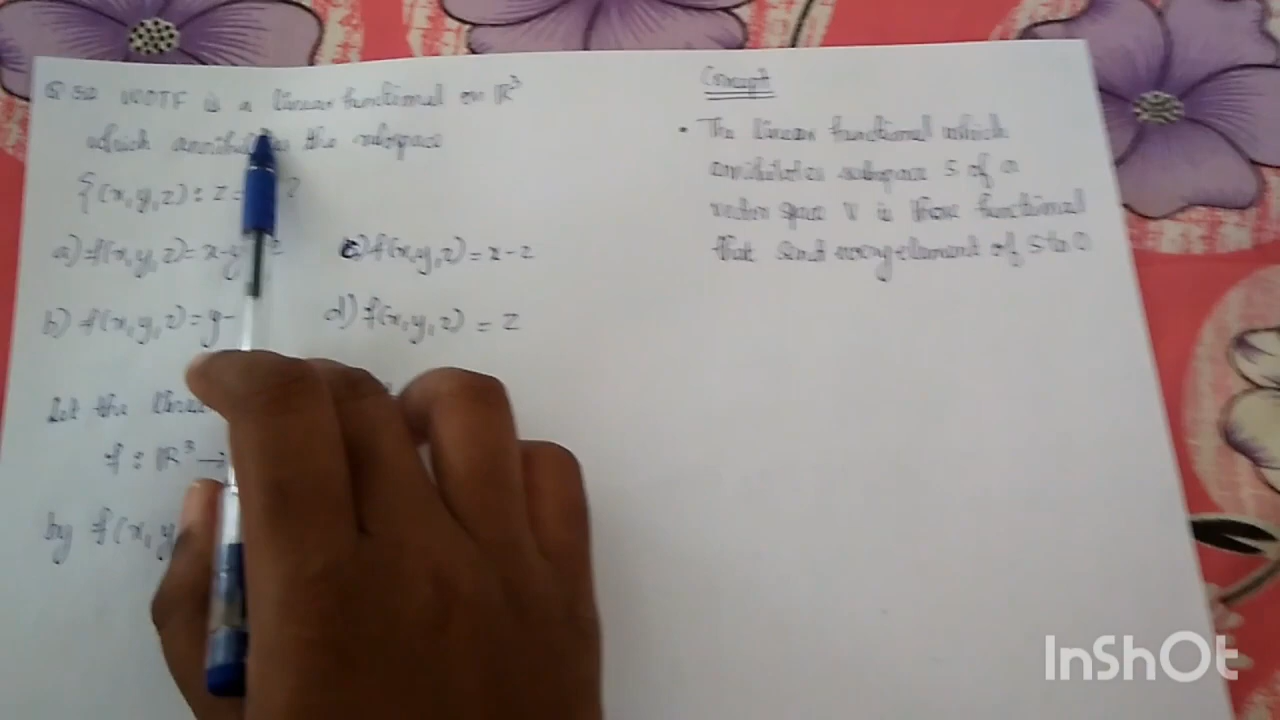 Q 50 WOTF is a linear functional on ℝ³
which the subspace
{(x, y, z) : z = ?
a) f(x, y, z) = x - y
c) f(x, y, z) = x - z
b) f(x, y, z) = y -
d) f(x, y, z) = z
Let the linear
f : ℝ³ →
by f(x, y,
Concept
• The linear functional which
annihilates subspace S of a
vector space V is those functional
that send every element of S to 0
InShOt